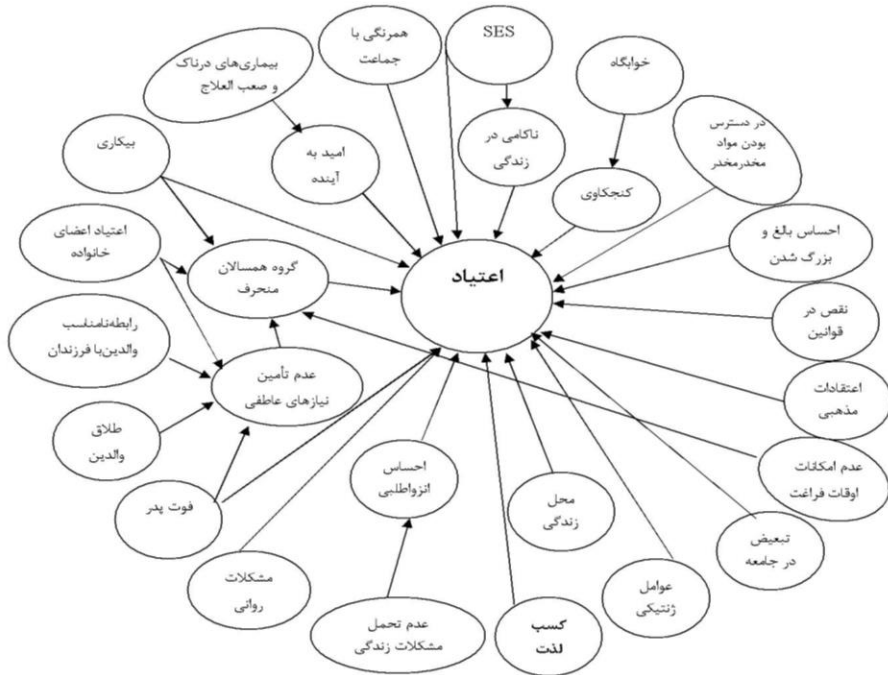 SES
همرنگی با
جماعت
خوابگاه
بیماری‌های درناک
و صعب العلاج
در دسترس
بودن مواد
مخدرمخدر
بیکاری
امید به
آینده
ناکامی در
زندگی
کنجکاوی
اعتیاد اعضای
خانواده
گروه همسالان
منحرف
اعتیاد
احساس بالغ و
بزرگ شدن
نقص در
قوانین
رابطه‌نامناسب
والدین‌با فرزندان
عدم تأمین
نیازهای عاطفی
اعتقادات
مذهبی
طلاق
والدین
احساس
انزواطلبی
عدم امکانات
اوقات فراغت
فوت پدر
محل
زندگی
تبعیض
در جامعه
مشکلات
روانی
عوامل
ژنتیکی
عدم تحمل
مشکلات زندگی
کسب
لذت